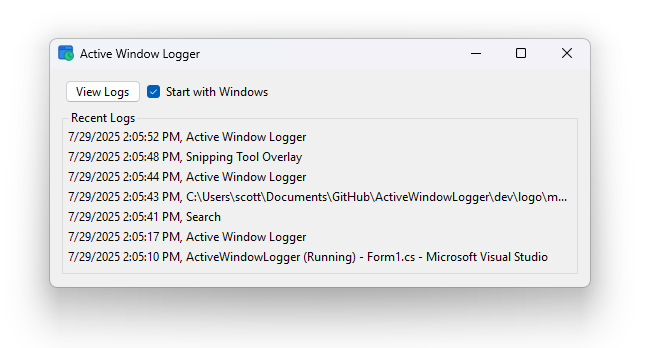 Active Window Logger
View Logs Start with Windows
Recent Logs
7/29/2025 2:05:52 PM, Active Window Logger
7/29/2025 2:05:48 PM, Snipping Tool Overlay
7/29/2025 2:05:44 PM, Active Window Logger
7/29/2025 2:05:43 PM, C:\Users\scott\Documents\GitHub\ActiveWindowLogger\dev\logo\m...
7/29/2025 2:05:41 PM, Search
7/29/2025 2:05:17 PM, Active Window Logger
7/29/2025 2:05:10 PM, ActiveWindowLogger (Running) - Form1.cs - Microsoft Visual Studio